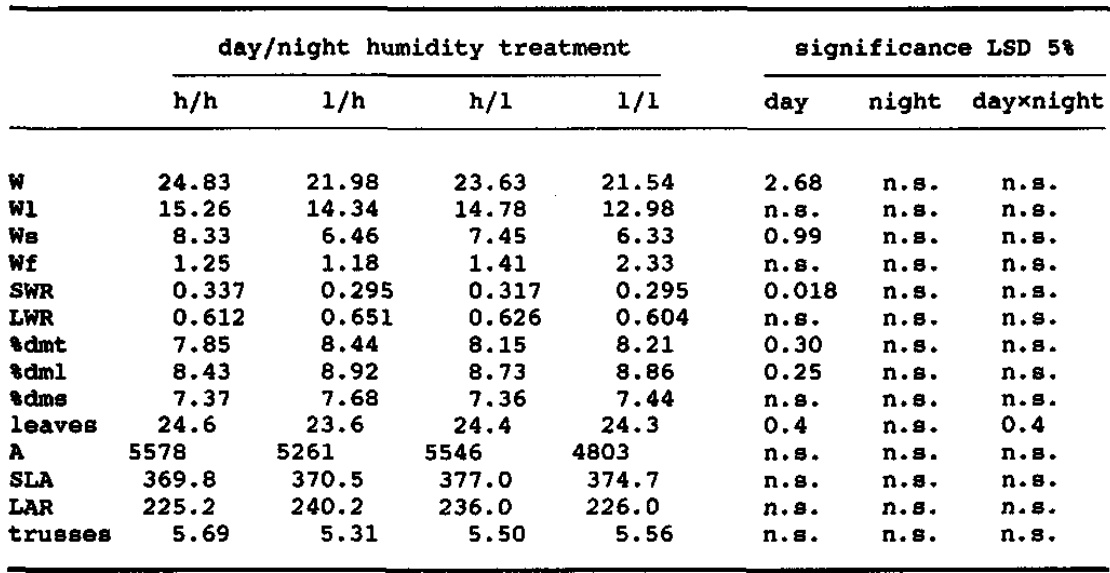 day/night humidity treatment significance LSD 5%
h/h l/h h/l l/l day night day×night
W 24.83 21.98 23.63 21.54 2.68 n.s. n.s.
Wl 15.26 14.34 14.78 12.98 n.s. n.s. n.s.
Ws 8.33 6.46 7.45 6.33 0.99 n.s. n.s.
Wf 1.25 1.18 1.41 2.33 n.s. n.s. n.s.
SWR 0.337 0.295 0.317 0.295 0.018 n.s. n.s.
LWR 0.612 0.651 0.626 0.604 n.s. n.s. n.s.
%dmt 7.85 8.44 8.15 8.21 0.30 n.s. n.s.
%dml 8.43 8.92 8.73 8.86 0.25 n.s. n.s.
%dms 7.37 7.68 7.36 7.44 n.s. n.s. n.s.
leaves 24.6 23.6 24.4 24.3 0.4 n.s. 0.4
A 5578 5261 5546 4803 n.s. n.s. n.s.
SLA 369.8 370.5 377.0 374.7 n.s. n.s. n.s.
LAR 225.2 240.2 236.0 226.0 n.s. n.s. n.s.
trusses 5.69 5.31 5.50 5.56 n.s. n.s. n.s.